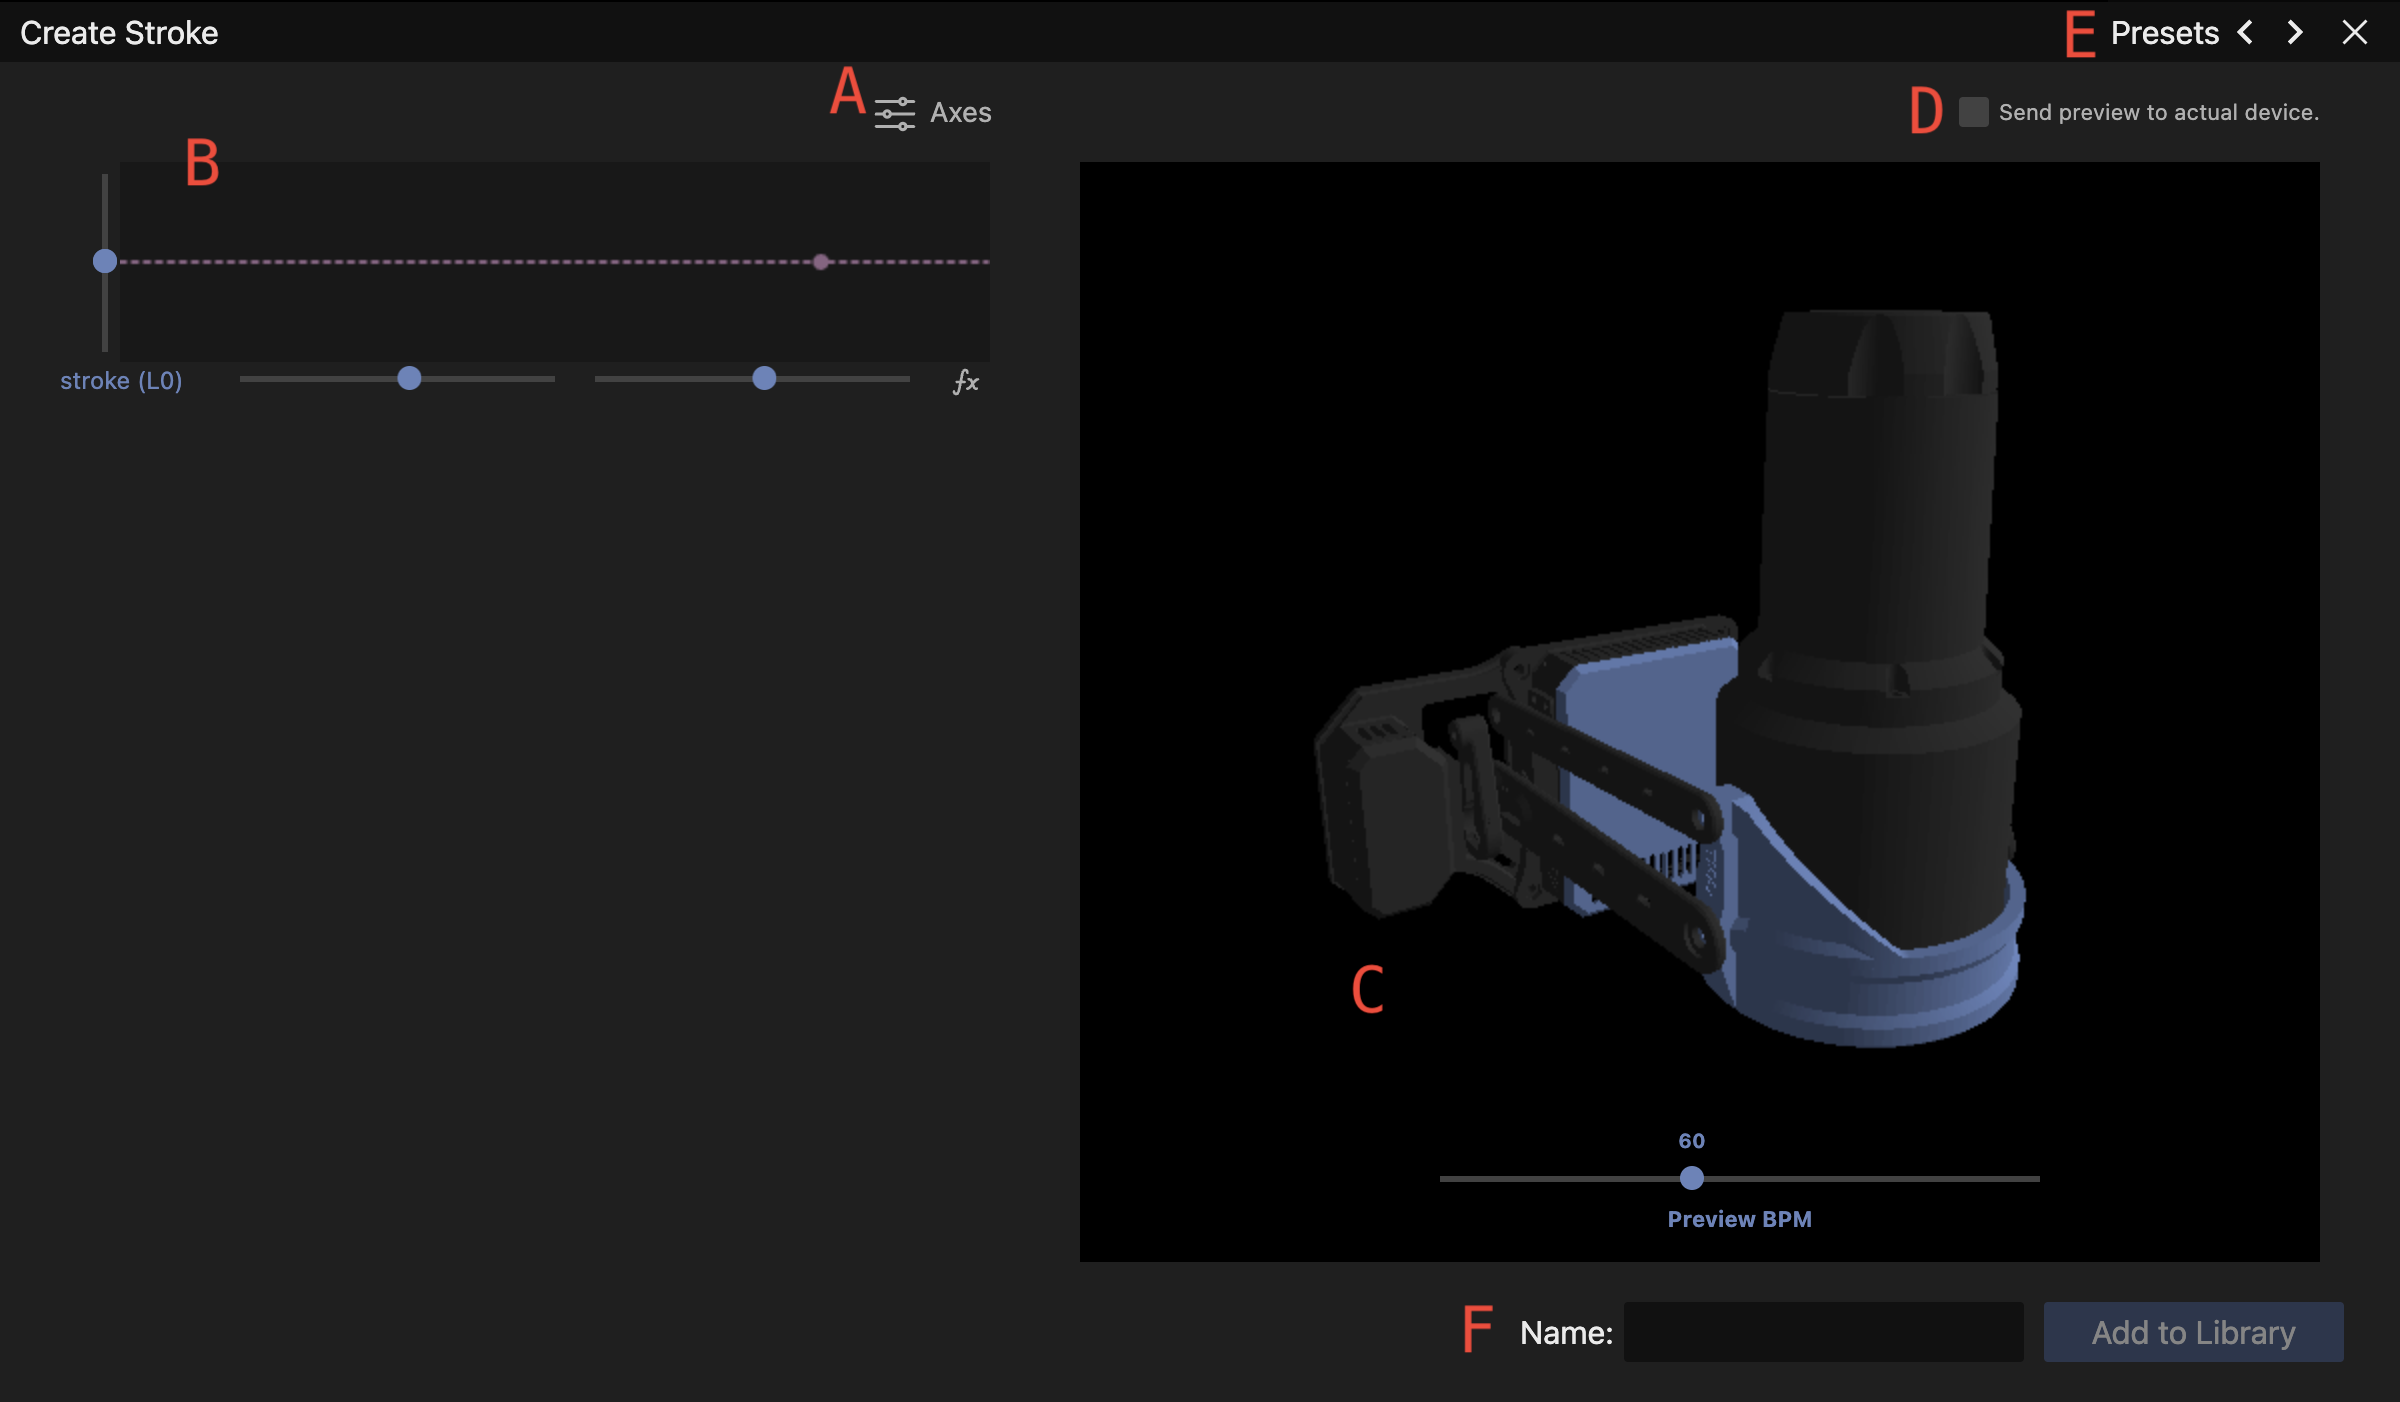 Create Stroke
E Presets
A Axes
D Send preview to actual device.
B
stroke (L0)
fx
C
60
Preview BPM
F Name:
Add to Library